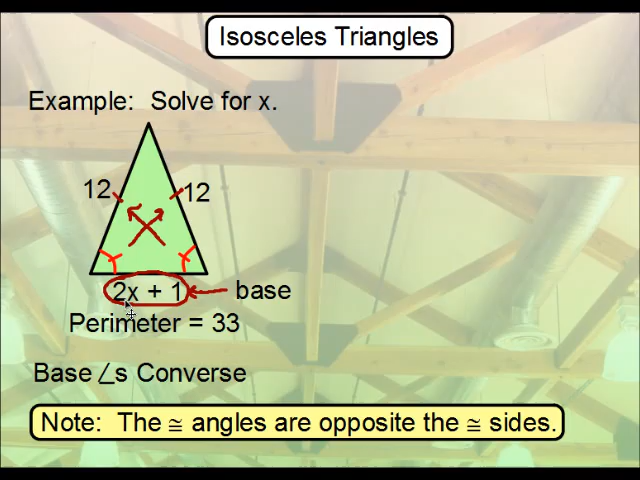 Isosceles Triangles
Example: Solve for x.
12 12
2x + 1 base
Perimeter = 33
Base ∠s Converse
Note: The ≅ angles are opposite the ≅ sides.